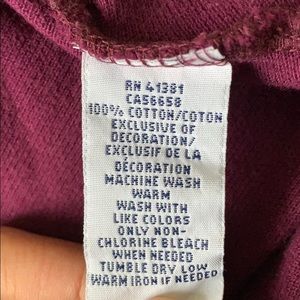 RN 41381
CA56658
100% COTTON/COTON
EXCLUSIVE OF
DECORATION/
EXCLUSIF DE LA
DÉCORATION
MACHINE WASH
WARM
WASH WITH
LIKE COLORS
ONLY NON-
CHLORINE BLEACH
WHEN NEEDED
TUMBLE DRY LOW
WARM IRON IF NEEDED